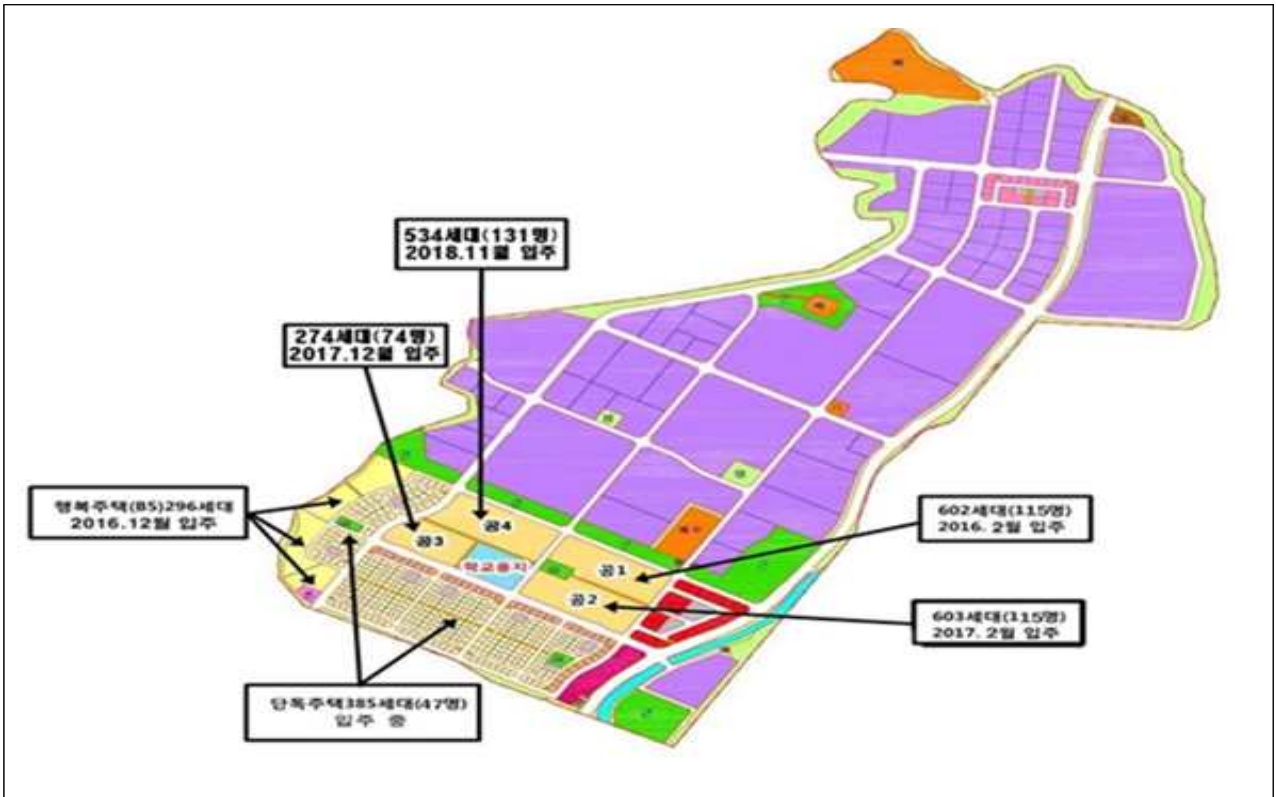 534세대(131명)
2018.11월 입주
274세대(74명)
2017.12월 입주
행복주택(B5)296세대
2016.12월 입주
602세대(115명)
2016. 2월 입주
공4
공3
학교용지
공1
공2
603세대(115명)
2017. 2월 입주
단독주택385세대(47명)
입주 중